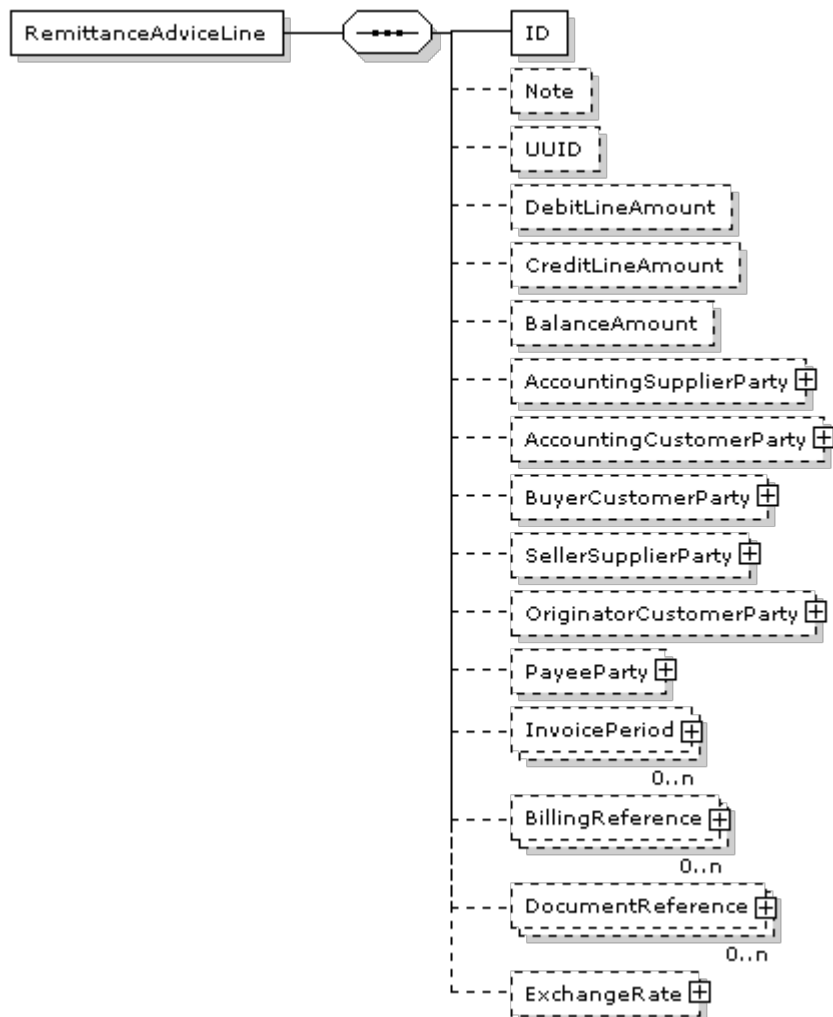 RemittanceAdviceLine
ID
Note
UUID
DebitLineAmount
CreditLineAmount
BalanceAmount
AccountingSupplierParty
AccountingCustomerParty
BuyerCustomerParty
SellerSupplierParty
OriginatorCustomerParty
PayeeParty
InvoicePeriod
0..n
BillingReference
0..n
DocumentReference
0..n
ExchangeRate